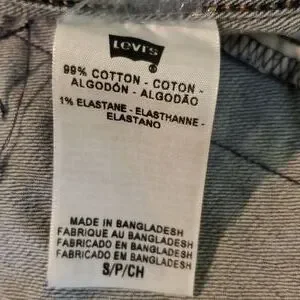 Levi's
99% COTTON - COTON -
ALGODÓN - ALGODÃO
1% ELASTANE - ELASTHANNE -
ELASTANO
MADE IN BANGLADESH
FABRIQUE AU BANGLADESH
FABRICADO EN BANGLADESH
FABRICADO EM BANGLADESH
S/P/CH